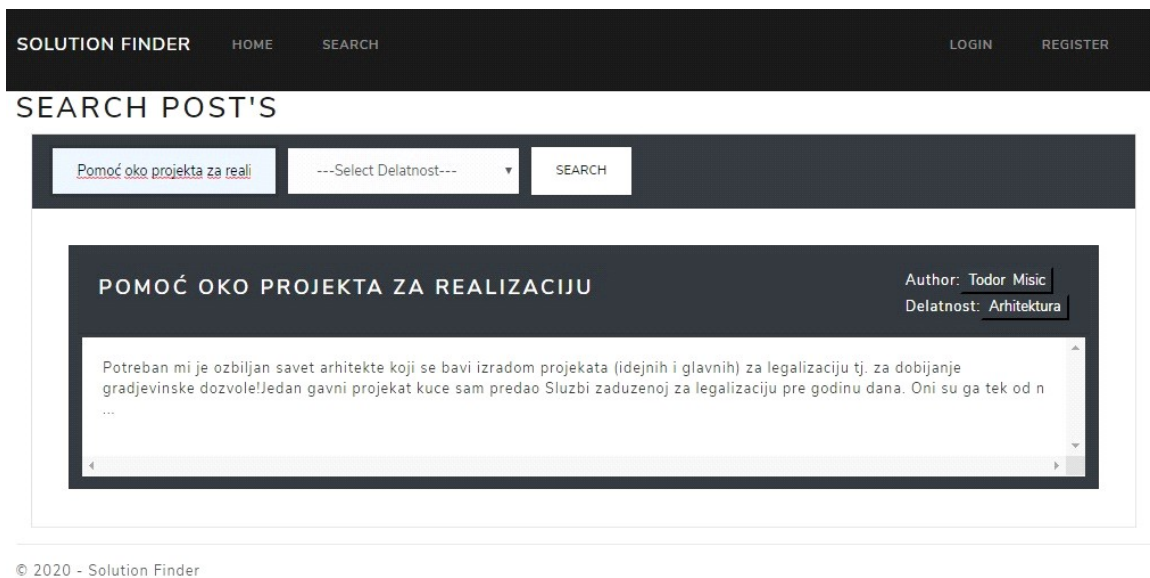 SOLUTION FINDER HOME SEARCH LOGIN REGISTER
SEARCH POST'S
Pomoć oko projekta za reali ---Select Delatnost--- SEARCH
POMOĆ OKO PROJEKTA ZA REALIZACIJU
Author: Todor Misic
Delatnost: Arhitektura
Potreban mi je ozbiljan savet arhitekte koji se bavi izradom projekata (idejnih i glavnih) za legalizaciju tj. za dobijanje
gradjevinske dozvole!Jedan gavni projekat kuce sam predao Sluzbi zaduzenoj za legalizaciju pre godinu dana. Oni su ga tek od n
...
© 2020 - Solution Finder